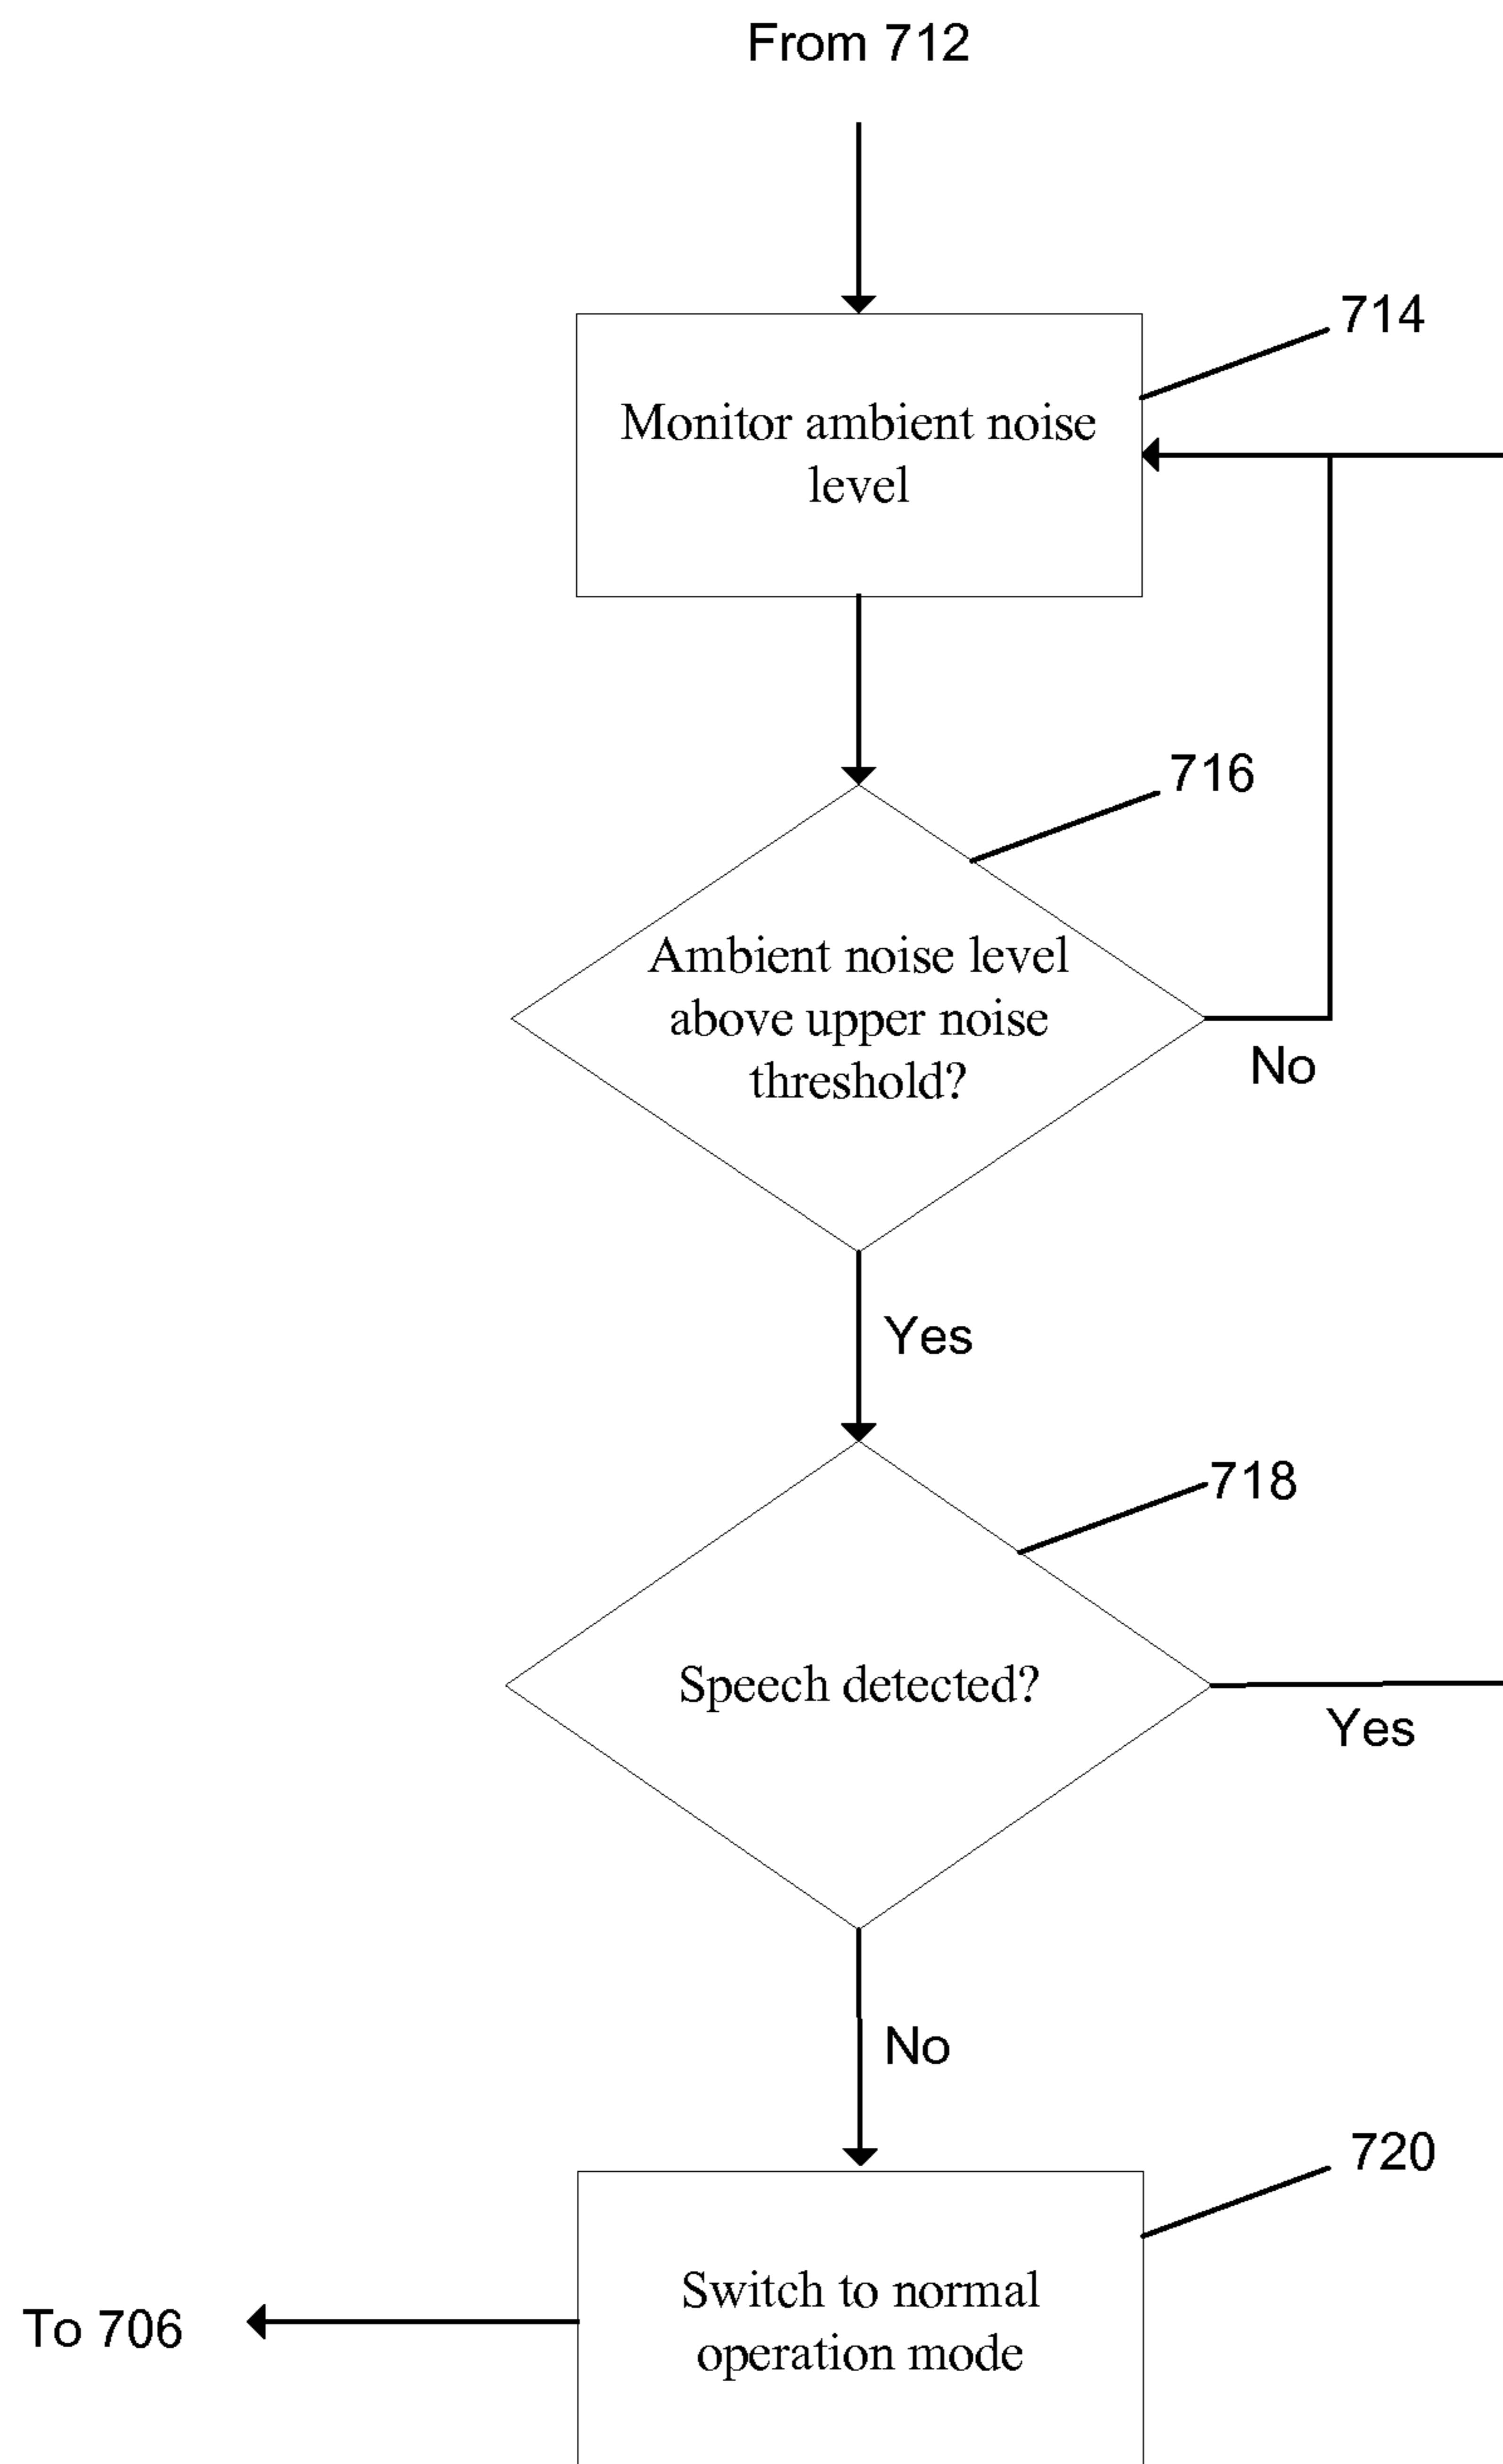 From 712
714
Monitor ambient noise
level
716
Ambient noise level
above upper noise
threshold?
No
Yes
718
Speech detected?
Yes
No
720
Switch to normal
operation mode
To 706